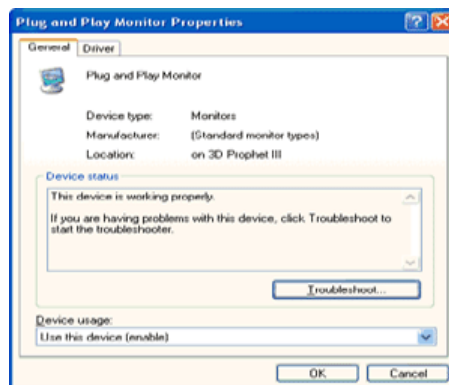 Plug and Play Monitor Properties
General Driver
Plug and Play Monitor
Device type: Monitors
Manufacturer: (Standard monitor types)
Location: on 3D Prophet III
Device status
This device is working properly.
If you are having problems with this device, click Troubleshoot to
start the troubleshooter.
Troubleshoot...
Device usage:
Use this device (enable)
OK Cancel